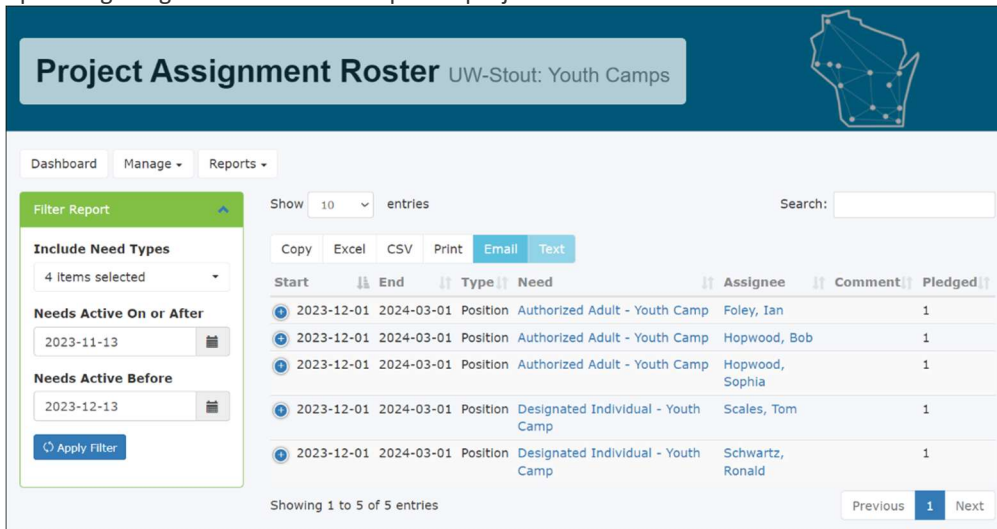 Project Assignment Roster UW-Stout: Youth Camps
Dashboard Manage Reports
Filter Report
Include Need Types
4 items selected
Needs Active On or After
2023-11-13
Needs Active Before
2023-12-13
Apply Filter
Show 10 entries Search:
Copy Excel CSV Print Email Text
Start End Type Need Assignee Comment Pledged
2023-12-01 2024-03-01 Position Authorized Adult - Youth Camp Foley, Ian 1
2023-12-01 2024-03-01 Position Authorized Adult - Youth Camp Hopwood, Bob 1
2023-12-01 2024-03-01 Position Authorized Adult - Youth Camp Hopwood, 1
Sophia
2023-12-01 2024-03-01 Position Designated Individual - Youth Scales, Tom 1
Camp
2023-12-01 2024-03-01 Position Designated Individual - Youth Schwartz, 1
Camp Ronald
Showing 1 to 5 of 5 entries Previous 1 Next